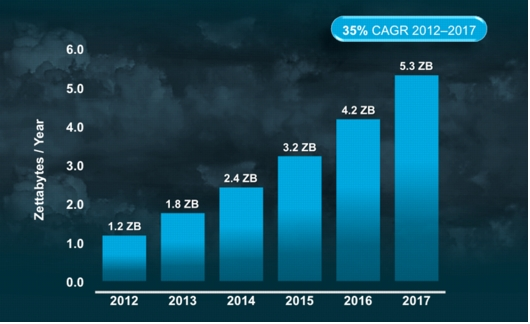 35% CAGR 2012–2017
Zettabytes / Year
6.0
5.0
4.0
3.0
2.0
1.0
0.0
1.2 ZB
1.8 ZB
2.4 ZB
3.2 ZB
4.2 ZB
5.3 ZB
2012 2013 2014 2015 2016 2017